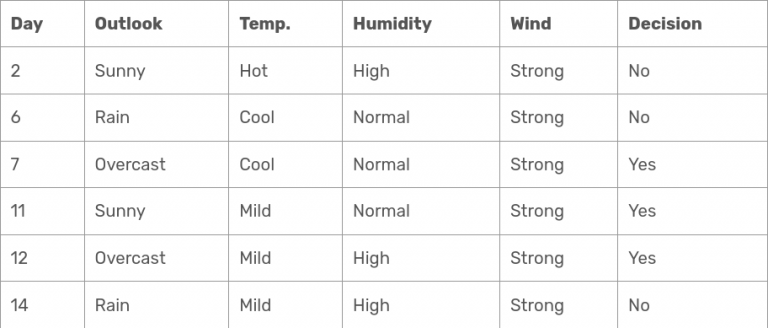 Day Outlook Temp. Humidity Wind Decision
2 Sunny Hot High Strong No
6 Rain Cool Normal Strong No
7 Overcast Cool Normal Strong Yes
11 Sunny Mild Normal Strong Yes
12 Overcast Mild High Strong Yes
14 Rain Mild High Strong No